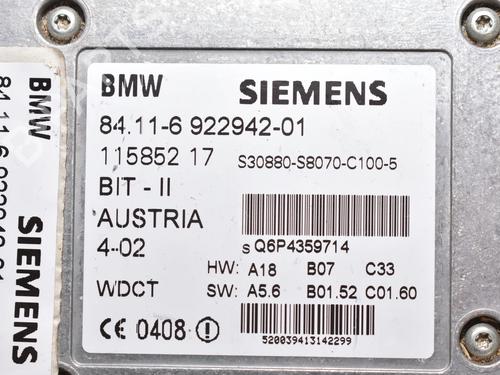 BMW SIEMENS
84.11-6 922942-01
115852 17 S30880-S8070-C100-5
BIT - II
AUSTRIA
4-02 S Q6P4359714
HW: A18 B07 C33
WDCT SW: A5.6 B01.52 C01.60
CE 0408
520039413142299
BMW
SIEMENS